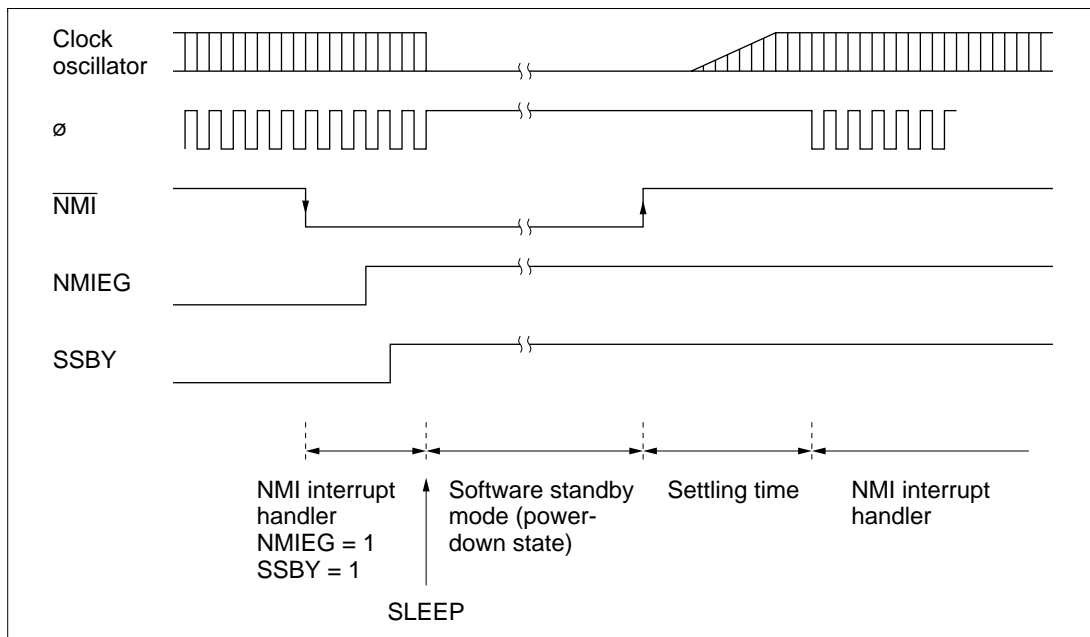 Clock
oscillator
ø
NMI
NMIEG
SSBY
NMI interrupt
handler
NMIEG = 1
SSBY = 1
Software standby
mode (power-
down state)
Settling time
NMI interrupt
handler
SLEEP